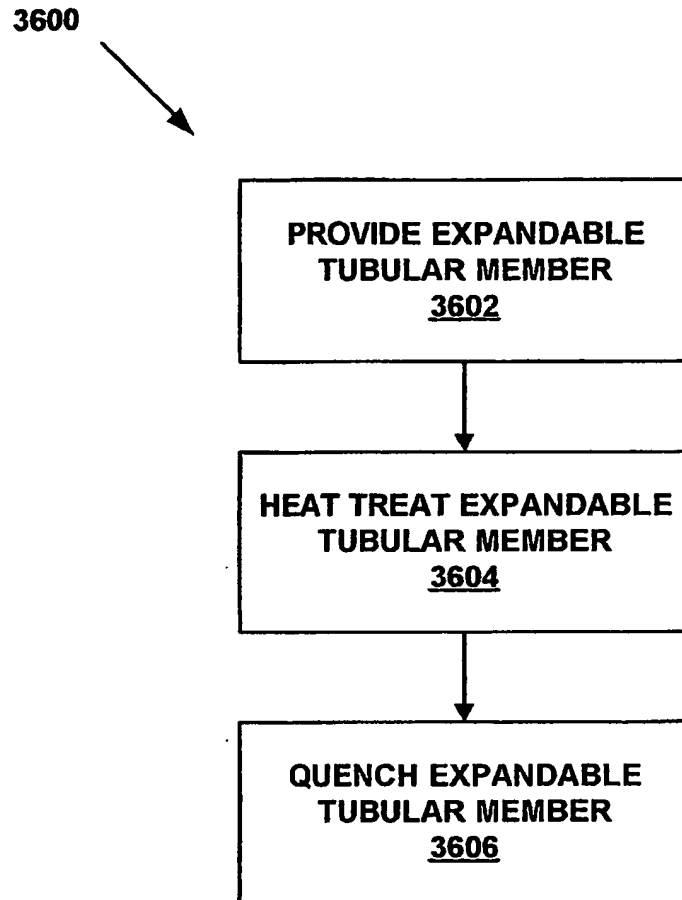 3600
PROVIDE EXPANDABLE
TUBULAR MEMBER
3602
HEAT TREAT EXPANDABLE
TUBULAR MEMBER
3604
QUENCH EXPANDABLE
TUBULAR MEMBER
3606